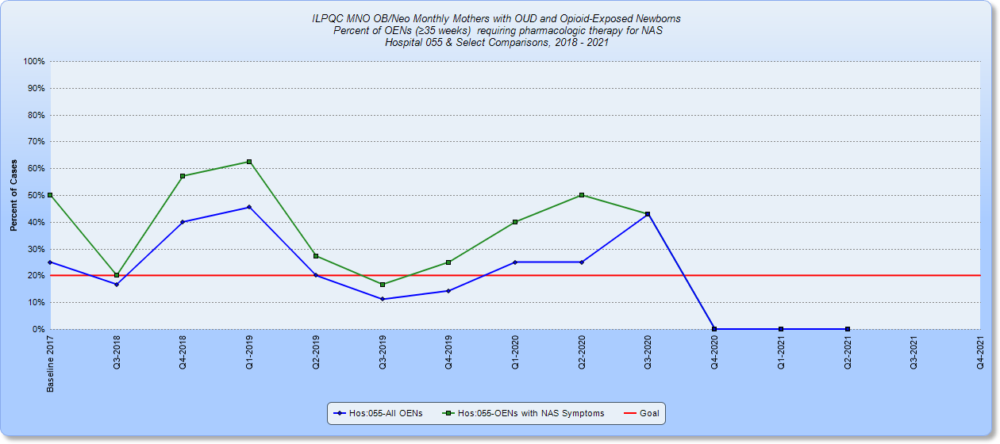 ILPQC MNO OB/Neo Monthly Mothers with OUD and Opioid-Exposed Newborns
Percent of OENs (≥35 weeks)  requiring pharmacologic therapy for NAS
Hospital 055 & Select Comparisons, 2018 - 2021
Percent of Cases
100%
90%
80%
70%
60%
50%
40%
30%
20%
10%
0%
Baseline 2017
Q3-2018
Q4-2018
Q1-2019
Q2-2019
Q3-2019
Q4-2019
Q1-2020
Q2-2020
Q3-2020
Q4-2020
Q1-2021
Q2-2021
Q3-2021
Q4-2021
Hos:055-All OENs
Hos:055-OENs with NAS Symptoms
Goal